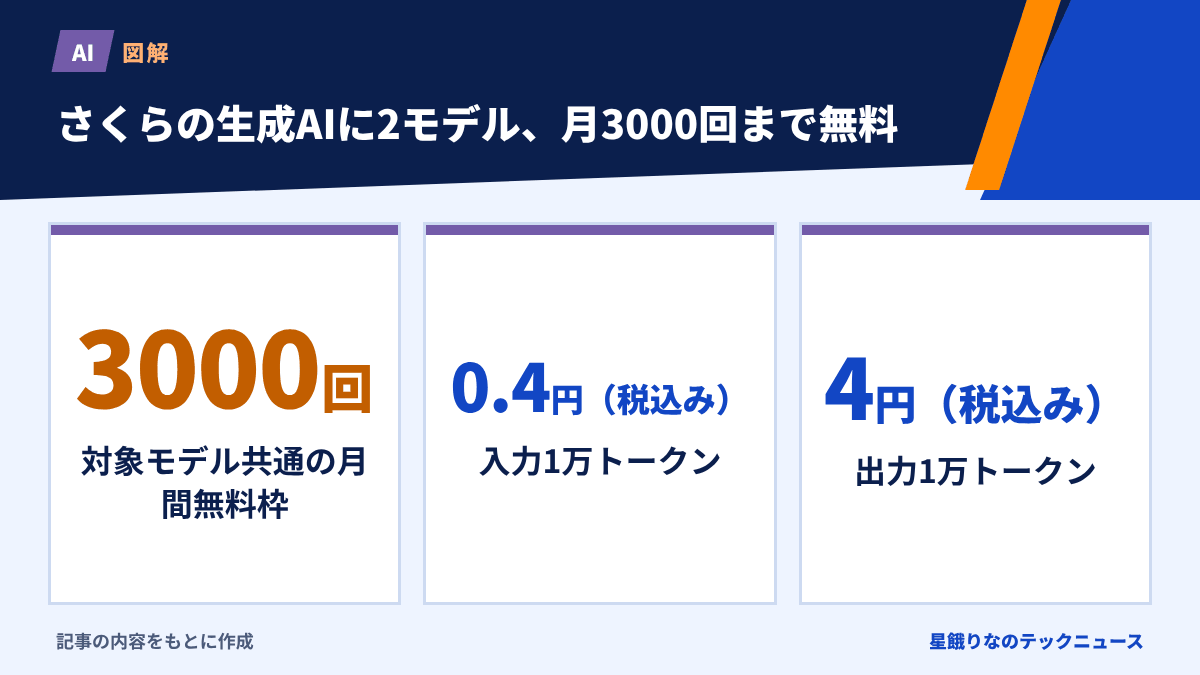 AI 図解
さくらの生成AIに2モデル、月3000回まで無料
3000回
対象モデル共通の月
間無料枠
0.4円（税込み）
入力1万トークン
4円（税込み）
出力1万トークン
記事の内容をもとに作成
星餓りなのテックニュース